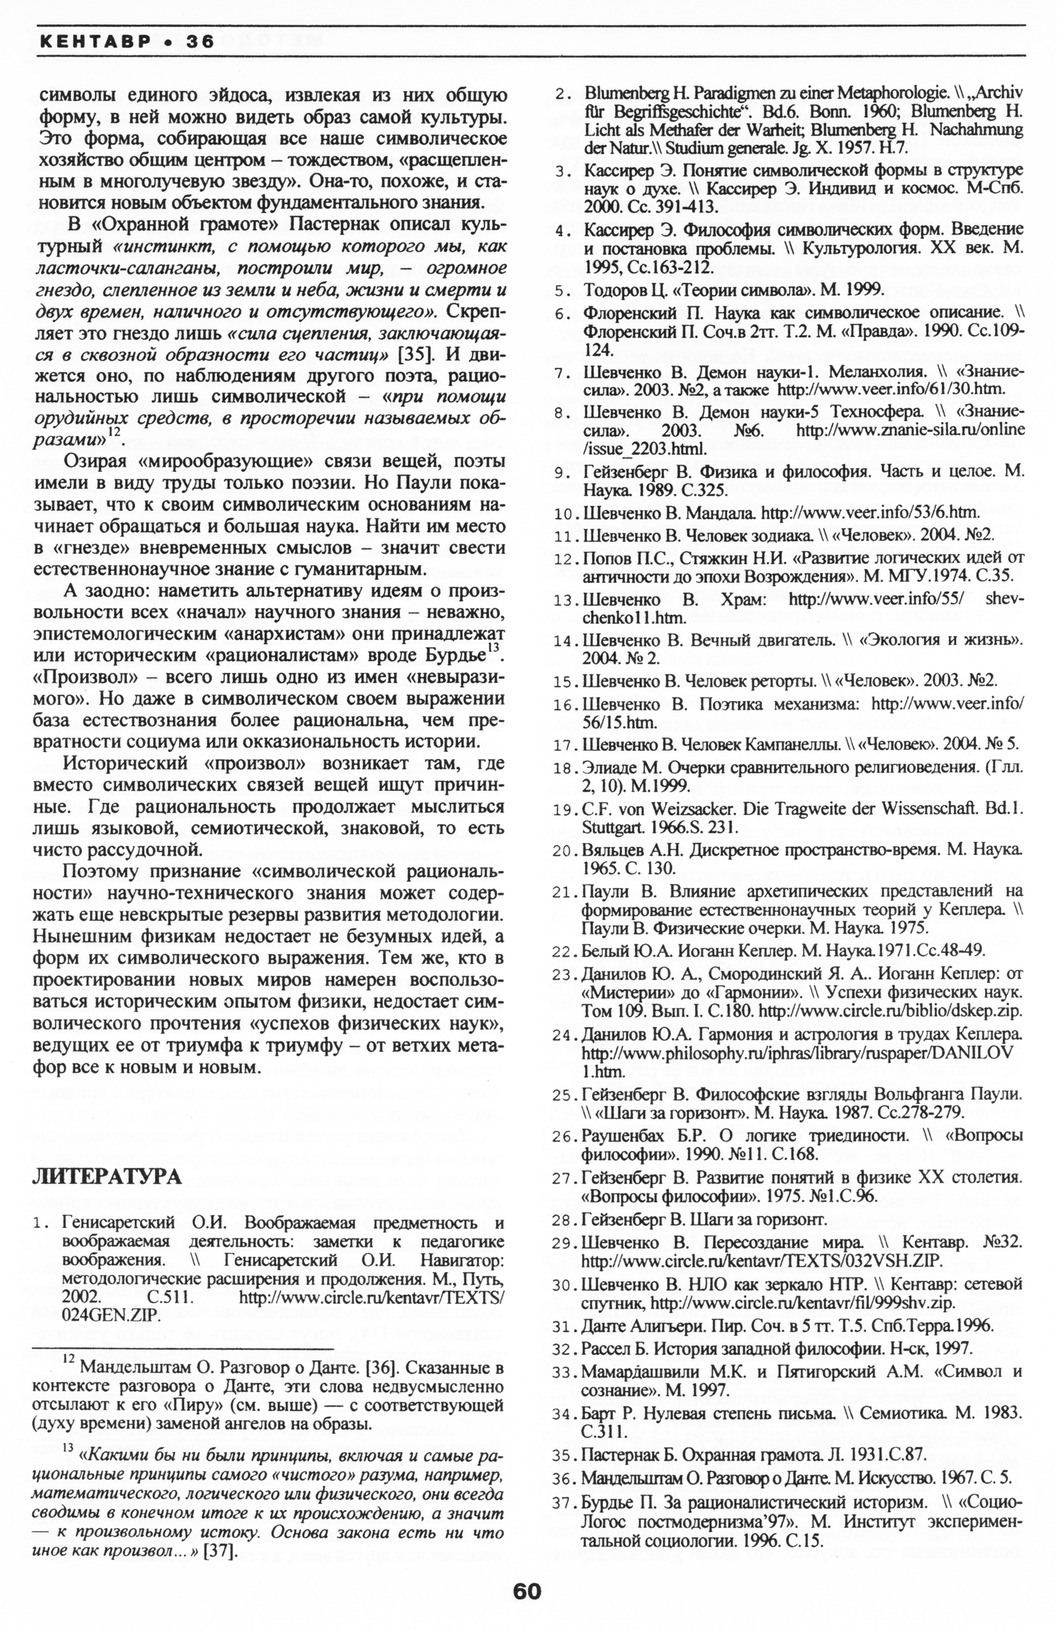 КЕНТАВР • 36
символы единого эйдоса, извлекая из них общую
форму, в ней можно видеть образ самой культуры.
Это форма, собирающая все наше символическое
хозяйство общим центром – тождеством, «расщеплен-
ным в многолучевую звезду». Она-то, похоже, и ста-
новится новым объектом фундаментального знания.
В «Охранной грамоте» Пастернак описал куль-
турный «инстинкт, с помощью которого мы, как
ласточки-саланганы, построили мир, – огромное
гнездо, слепленное из земли и неба, жизни и смерти и
двух времен, наличного и отсутствующего». Скреп-
ляет это гнездо лишь «сила сцепления, заключающая-
ся в сквозной образности его частиц» [35]. И дви-
жется оно, по наблюдениям другого поэта, рацио-
нальностью лишь символической – «при помощи
орудийных средств, в просторечии называемых об-
разами»12.
Озирая «мирообразующие» связи вещей, поэты
имели в виду труды только поэзии. Но Паули пока-
зывает, что к своим символическим основаниям на-
чинает обращаться и большая наука. Найти им место
в «гнезде» вневременных смыслов – значит свести
естественнонаучное знание с гуманитарным.
А заодно: наметить альтернативу идеям о произ-
вольности всех «начал» научного знания – неважно,
эпистемологическим «анархистам» они принадлежат
или историческим «рационалистам» вроде Бурдье13.
«Произвол» – всего лишь одно из имен «невырази-
мого». Но даже в символическом своем выражении
база естествознания более рациональна, чем пре-
вратности социума или окказиональность истории.
Исторический «произвол» возникает там, где
вместо символических связей вещей ищут причин-
ные. Где рациональность продолжает мыслиться
лишь языковой, семиотической, знаковой, то есть
чисто рассудочной.
Поэтому признание «символической рациональ-
ности» научно-технического знания может содер-
жать еще невскрытые резервы развития методологии.
Нынешним физикам недостает не безумных идей, а
форм их символического выражения. Тем же, кто в
проектировании новых миров намерен воспользо-
ваться историческим опытом физики, недостает сим-
волического прочтения «успехов физических наук»,
ведущих ее от триумфа к триумфу – от ветхих мета-
фор все к новым и новым.
ЛИТЕРАТУРА
1. Генисаретский О.И. Воображаемая предметность и
воображаемая деятельность: заметки к педагогике
воображения. \\ Генисаретский О.И. Навигатор:
методологические расширения и продолжения. М., Путь,
2002. С.511. http://www.circle.ru/kentavr/TEXTS/
024GEN.ZIP.
12 Мандельштам О. Разговор о Данте. [36]. Сказанные в
контексте разговора о Данте, эти слова недвусмысленно
отсылают к его «Пиру» (см. выше) — с соответствующей
(духу времени) заменой ангелов на образы.
13 «Какими бы ни были принципы, включая и самые ра-
циональные принципы самого «чистого» разума, например,
математического, логического или физического, они всегда
сводимы в конечном итоге к их происхождению, а значит
— к произвольному истоку. Основа закона есть ни что
иное как произвол... » [37].
2. Blumenberg H. Paradigmen zu einer Metaphorologie. \\ „Archiv
für Begriffsgeschichte“. Bd.6. Bonn. 1960; Blumenberg H.
Licht als Methafer der Warheit; Blumenberg H. Nachahmung
der Natur.\\ Studium generale. Jg. X. 1957. H.7.
3. Кассирер Э. Понятие символической формы в структуре
наук о духе. \\ Кассирер Э. Индивид и космос. М-Спб.
2000. Сс. 391-413.
4. Кассирер Э. Философия символических форм. Введение
и постановка проблемы. \\ Культурология. ХХ век. М.
1995, Сс.163-212.
5. Тодоров Ц. «Теории символа». М. 1999.
6. Флоренский П. Наука как символическое описание. \\
Флоренский П. Соч.в 2тт. Т.2. М. «Правда». 1990. Сс.109-
124.
7. Шевченко В. Демон науки-1. Меланхолия. \\ «Знание-
сила». 2003. №2, а также http://www.veer.info/61/30.htm.
8. Шевченко В. Демон науки-5 Техносфера. \\ «Знание-
сила». 2003. №6. http://www.znanie-sila.ru/online
/issue_2203.html.
9. Гейзенберг В. Физика и философия. Часть и целое. М.
Наука. 1989. С.325.
10. Шевченко В. Мандала. http://www.veer.info/53/6.htm.
11. Шевченко В. Человек зодиака. \\ «Человек». 2004. №2.
12. Попов П.С., Стяжкин Н.И. «Развитие логических идей от
античности до эпохи Возрождения». М. МГУ.1974. С.35.
13. Шевченко В. Храм: http://www.veer.info/55/ shev-
chenko11.htm.
14. Шевченко В. Вечный двигатель. \\ «Экология и жизнь».
2004. № 2.
15. Шевченко В. Человек реторты. \\ «Человек». 2003. №2.
16. Шевченко В. Поэтика механизма: http://www.veer.info/
56/15.htm.
17. Шевченко В. Человек Кампанеллы. \\ «Человек». 2004. № 5.
18. Элиаде М. Очерки сравнительного религиоведения. (Глл.
2, 10). М.1999.
19. C.F. von Weizsacker. Die Tragweite der Wissenschaft. Bd.1.
Stuttgart. 1966.S. 231.
20. Вяльцев А.Н. Дискретное пространство-время. М. Наука.
1965. С. 130.
21. Паули В. Влияние архетипических представлений на
формирование естественнонаучных теорий у Кеплера. \\
Паули В. Физические очерки. М. Наука. 1975.
22. Белый Ю.А. Иоганн Кеплер. М. Наука.1971.Сс.48-49.
23. Данилов Ю. А., Смородинский Я. А.. Иоганн Кеплер: от
«Мистерии» до «Гармонии». \\ Успехи физических наук.
Том 109. Вып. I. С.180. http://www.circle.ru/biblio/dskep.zip.
24. Данилов Ю.А. Гармония и астрология в трудах Кеплера.
http://www.philosophy.ru/iphras/library/ruspaper/DANILOV
1.htm.
25. Гейзенберг В. Философские взгляды Вольфганга Паули.
\\ «Шаги за горизонт». М. Наука. 1987. Сс.278-279.
26. Раушенбах Б.Р. О логике триединости. \\ «Вопросы
философии». 1990. №11. С.168.
27. Гейзенберг В. Развитие понятий в физике ХХ столетия.
«Вопросы философии». 1975. №1.С.96.
28. Гейзенберг В. Шаги за горизонт.
29. Шевченко В. Пересоздание мира. \\ Кентавр. №32.
http://www.circle.ru/kentavr/TEXTS/032VSH.ZIP.
30. Шевченко В. НЛО как зеркало НТР. \\ Кентавр: сетевой
спутник, http://www.circle.ru/kentavr/fil/999shv.zip.
31. Данте Алигьери. Пир. Соч. в 5 тт. Т.5. Спб.Терра.1996.
32. Рассел Б. История западной философии. Н-ск, 1997.
33. Мамардашвили М.К. и Пятигорский А.М. «Символ и
сознание». М. 1997.
34. Барт Р. Нулевая степень письма. \\ Семиотика. М. 1983.
С.311.
35. Пастернак Б. Охранная грамота. Л. 1931.С.87.
36. Мандельштам О. Разговор о Данте. М. Искусство. 1967. С. 5.
37. Бурдье П. За рационалистический историзм. \\ «Социо-
Логос постмодернизма’97». М. Институт эксперимен-
тальной социологии. 1996. С.15.
60